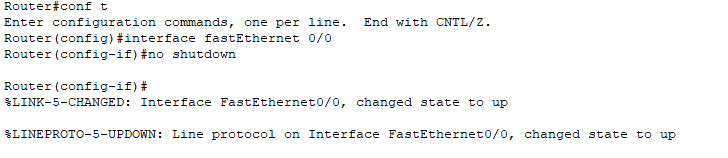 Router#conf t
Enter configuration commands, one per line.  End with CNTL/Z.
Router(config)#interface fastEthernet 0/0
Router(config-if)#no shutdown
Router(config-if)#
%LINK-5-CHANGED: Interface FastEthernet0/0, changed state to up
%LINEPROTO-5-UPDOWN: Line protocol on Interface FastEthernet0/0, changed state to up